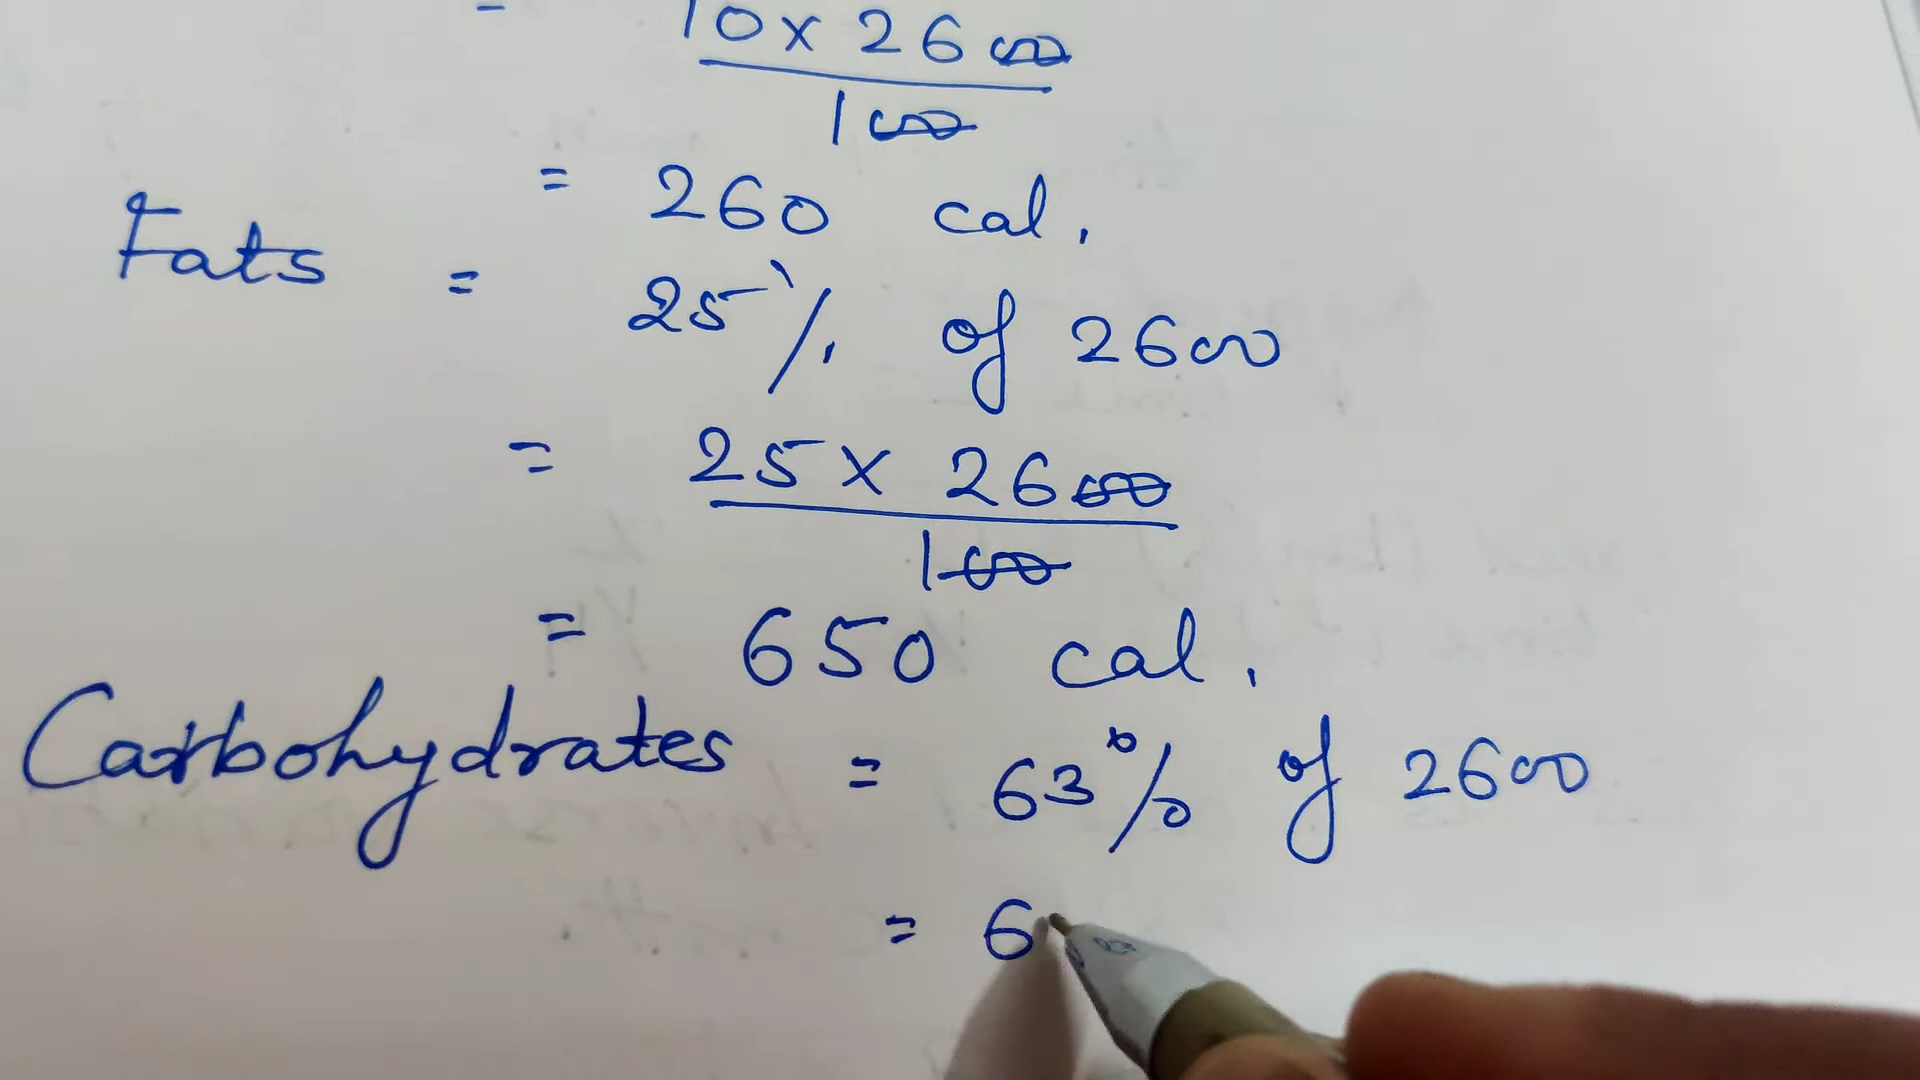 = 10 x 2600
100
= 260 cal.
Fats = 25% of 2600
= 25 x 2600
100
= 650 cal.
Carbohydrates = 63% of 2600
= 6